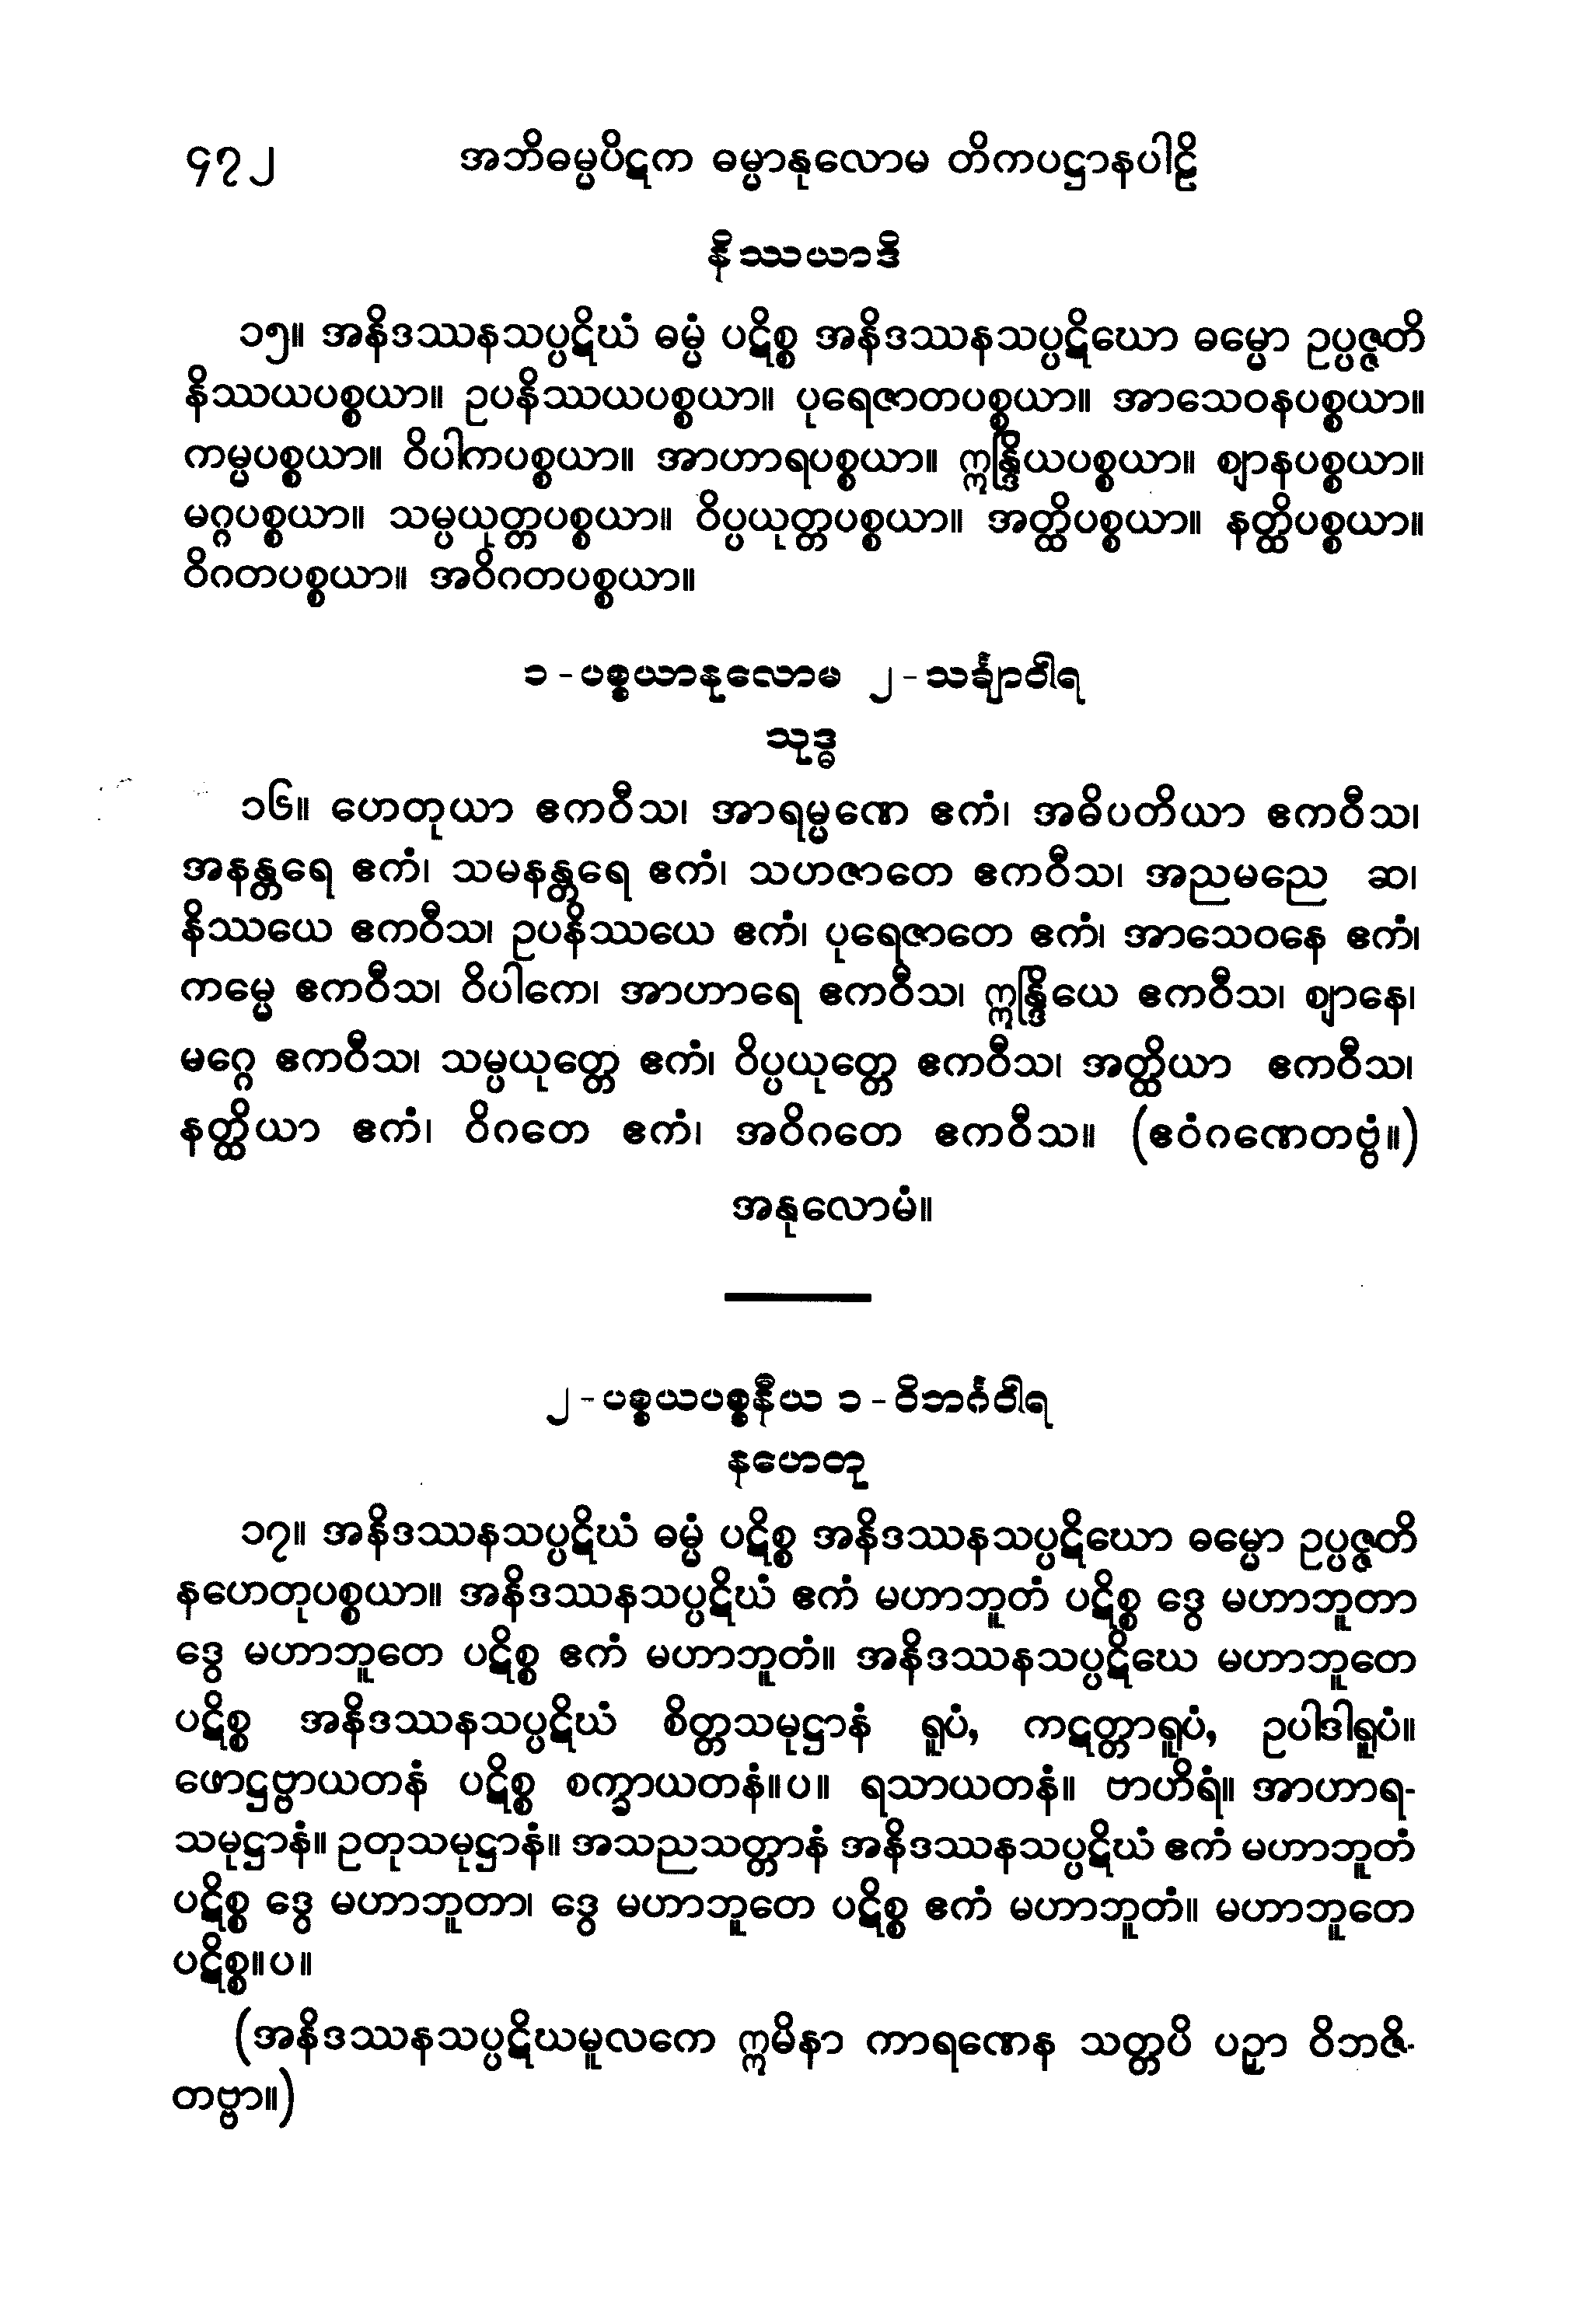 ၄၇၂ အဘိဓမ္မပိဋက ဓမ္မာနုလောမ တိကပဋ္ဌာနပါဠိ
နိဿယာဒိ
၁၅။ အနိဒဿနသပ္ပဋိဃံ ဓမ္မံ ပဋိစ္စ အနိဒဿနသပ္ပဋိဃော ဓမ္မော ဥပ္ပဇ္ဇတိ
နိဿယပစ္စယာ။ ဥပနိဿယပစ္စယာ။ ပုရေဇာတပစ္စယာ။ အာသေဝနပစ္စယာ။
ကမ္မပစ္စယာ။ ဝိပါကပစ္စယာ။ အာဟာရပစ္စယာ။ ဣန္ဒြိယပစ္စယာ။ ဈာနပစ္စယာ။
မဂ္ဂပစ္စယာ။ သမ္ပယုတ္တပစ္စယာ။ ဝိပ္ပယုတ္တပစ္စယာ။ အတ္ထိပစ္စယာ။ နတ္ထိပစ္စယာ။
ဝိဂတပစ္စယာ။ အဝိဂတပစ္စယာ။
၁-ပစ္စယာနုလောမ ၂-သင်္ချာဝါရ
သုဒ္ဓ
၁၆။ ဟေတုယာ ဧကဝီသ၊ အာရမ္မဏေ ဧကံ၊ အဓိပတိယာ ဧကဝီသ၊
အနန္တရေ ဧကံ၊ သမနန္တရေ ဧကံ၊ သဟဇာတေ ဧကဝီသ၊ အညမညေ ဆ၊
နိဿယေ ဧကဝီသ၊ ဥပနိဿယေ ဧကံ၊ ပုရေဇာတေ ဧကံ၊ အာသေဝနေ ဧကံ၊
ကမ္မေ ဧကဝီသ၊ ဝိပါကေ၊ အာဟာရေ ဧကဝီသ၊ ဣန္ဒြိယေ ဧကဝီသ၊ ဈာနေ၊
မဂ္ဂေ ဧကဝီသ၊ သမ္ပယုတ္တေ ဧကံ၊ ဝိပ္ပယုတ္တေ ဧကဝီသ၊ အတ္ထိယာ ဧကဝီသ၊
နတ္ထိယာ ဧကံ၊ ဝိဂတေ ဧကံ၊ အဝိဂတေ ဧကဝီသ။ (ဧဝံဂဏေတဗ္ဗံ။)
အနုလောမံ။
၂-ပစ္စယပစ္စနီယ ၁-ဝိဘင်္ဂဝါရ
နဟေတု
၁၇။ အနိဒဿနသပ္ပဋိဃံ ဓမ္မံ ပဋိစ္စ အနိဒဿနသပ္ပဋိဃော ဓမ္မော ဥပ္ပဇ္ဇတိ
နဟေတုပစ္စယာ။ အနိဒဿနသပ္ပဋိဃံ ဧကံ မဟာဘူတံ ပဋိစ္စ ဒွေ မဟာဘူတာ
ဒွေ မဟာဘူတေ ပဋိစ္စ ဧကံ မဟာဘူတံ။ အနိဒဿနသပ္ပဋိဃေ မဟာဘူတေ
ပဋိစ္စ အနိဒဿနသပ္ပဋိဃံ စိတ္တသမုဋ္ဌာနံ ရူပံ, ကဋတ္တာရူပံ, ဥပါဒါရူပံ။
ဖောဋ္ဌဗ္ဗာယတနံ ပဋိစ္စ စက္ခာယတနံ။ပ။ ရသာယတနံ။ ဗာဟိရံ။ အာဟာရ-
သမုဋ္ဌာနံ။ ဥတုသမုဋ္ဌာနံ။ အသညသတ္တာနံ အနိဒဿနသပ္ပဋိဃံ ဧကံ မဟာဘူတံ
ပဋိစ္စ ဒွေ မဟာဘူတာ၊ ဒွေ မဟာဘူတေ ပဋိစ္စ ဧကံ မဟာဘူတံ။ မဟာဘူတေ
ပဋိစ္စ။ပ။
(အနိဒဿနသပ္ပဋိဃမူလကေ ဣမိနာ ကာရဏေန သတ္တပိ ပဉှာ ဝိဘဇိ-
တဗ္ဗာ။)